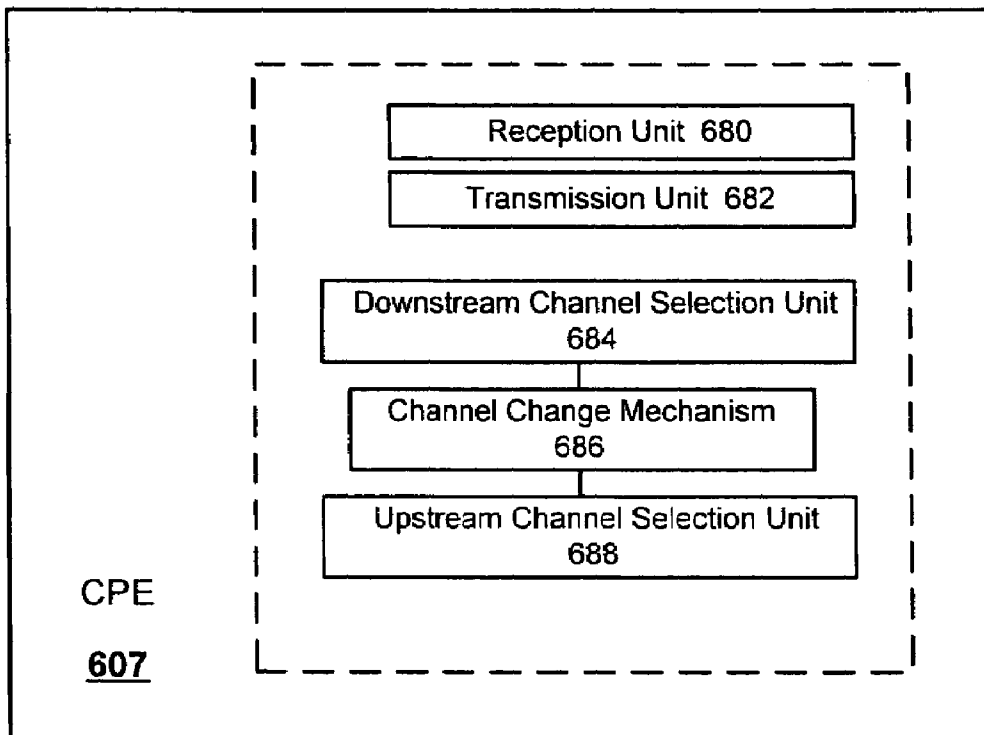 Reception Unit 680
Transmission Unit 682
Downstream Channel Selection Unit
684
Channel Change Mechanism
686
Upstream Channel Selection Unit
688
CPE
607